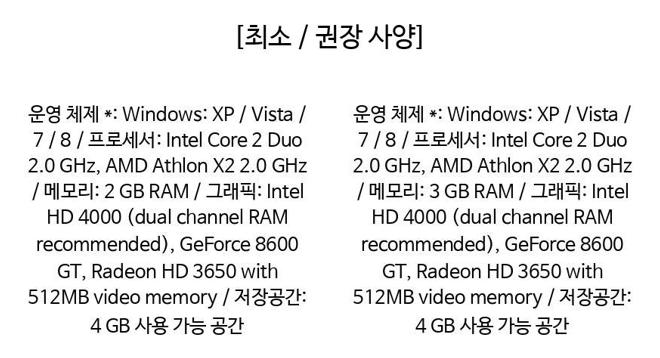 [최소 / 권장 사양]
운영 체제 *: Windows: XP / Vista /
7 / 8 / 프로세서: Intel Core 2 Duo
2.0 GHz, AMD Athlon X2 2.0 GHz
/ 메모리: 2 GB RAM / 그래픽: Intel
HD 4000 (dual channel RAM
recommended), GeForce 8600
GT, Radeon HD 3650 with
512MB video memory / 저장공간:
4 GB 사용 가능 공간
운영 체제 *: Windows: XP / Vista /
7 / 8 / 프로세서: Intel Core 2 Duo
2.0 GHz, AMD Athlon X2 2.0 GHz
/ 메모리: 3 GB RAM / 그래픽: Intel
HD 4000 (dual channel RAM
recommended), GeForce 8600
GT, Radeon HD 3650 with
512MB video memory / 저장공간:
4 GB 사용 가능 공간